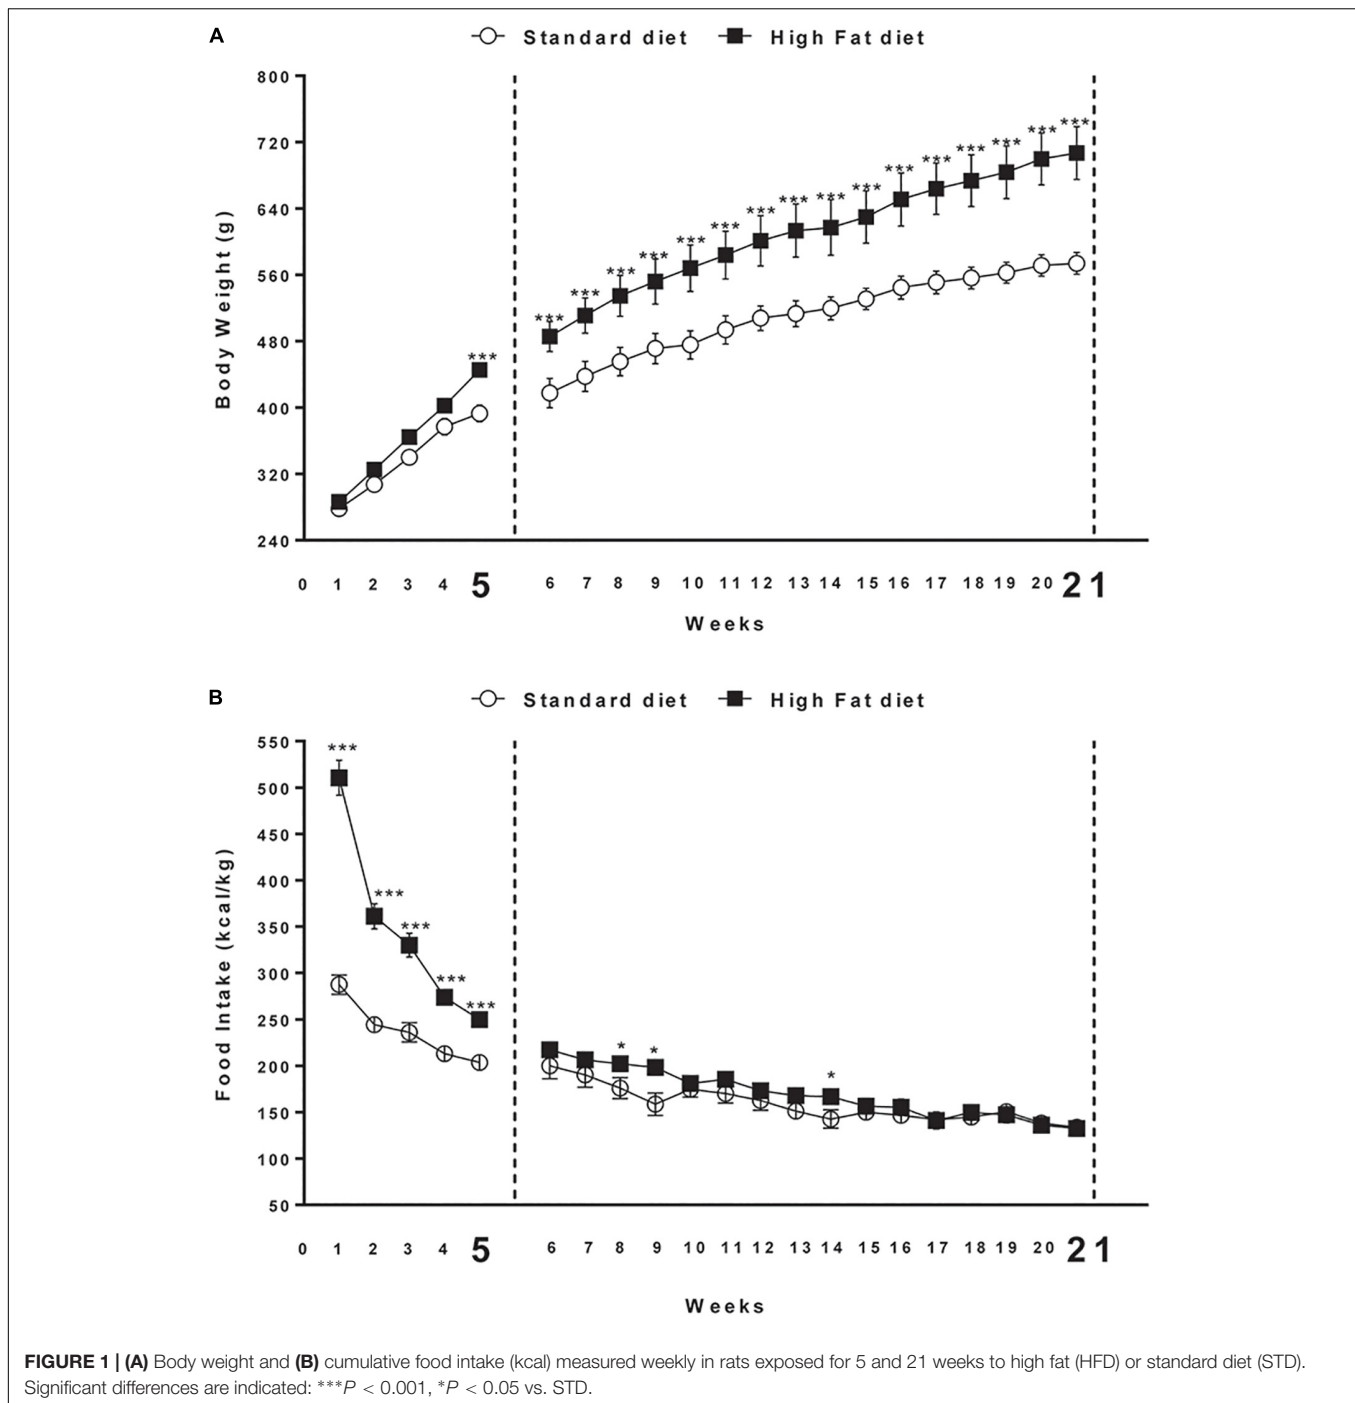 A
Standard diet High Fat diet
800
720
640
560
480
400
320
240
Body Weight (g)
***
*** *** *** *** *** *** *** *** *** *** *** *** *** *** *** ***
0 1 2 3 4 5 6 7 8 9 10 11 12 13 14 15 16 17 18 19 20 21
Weeks
B
Standard diet High Fat diet
550
500
450
400
350
300
250
200
150
100
50
Food Intake (kcal/kg)
*** *** *** *** ***
* * *
0 1 2 3 4 5 6 7 8 9 10 11 12 13 14 15 16 17 18 19 20 21
Weeks
FIGURE 1 | (A) Body weight and (B) cumulative food intake (kcal) measured weekly in rats exposed for 5 and 21 weeks to high fat (HFD) or standard diet (STD).
Significant differences are indicated: ***P < 0.001, *P < 0.05 vs. STD.